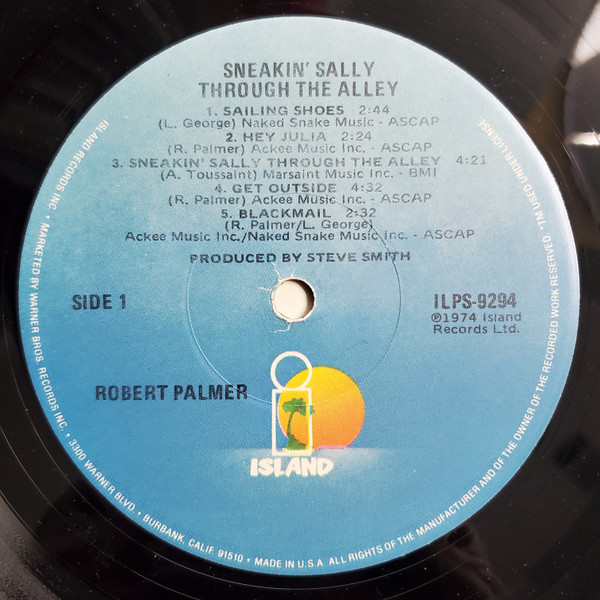 SNEAKIN' SALLY
THROUGH THE ALLEY
1. SAILING SHOES 2:44
(L. George) Naked Snake Music - ASCAP
2. HEY JULIA 2:24
(R. Palmer) Ackee Music Inc. - ASCAP
3. SNEAKIN' SALLY THROUGH THE ALLEY 4:21
(A. Toussaint) Marsaint Music Inc. - BMI
4. GET OUTSIDE 4:32
(R. Palmer) Ackee Music Inc. - ASCAP
5. BLACKMAIL 2:32
(R. Palmer/L. George)
Ackee Music Inc./Naked Snake Music Inc. - ASCAP
PRODUCED BY STEVE SMITH
SIDE 1
ILPS-9294
℗1974 Island
Records Ltd.
ROBERT PALMER
ISLAND
ISLAND RECORDS INC. • MARKETED BY WARNER BROS. RECORDS INC. • 3300 WARNER BLVD. • BURBANK, CALIF. 91510 • MADE IN U.S.A. ALL RIGHTS OF THE MANUFACTURER AND OF THE OWNER OF THE RECORDED WORK RESERVED • TM USED UNDER LICENSE